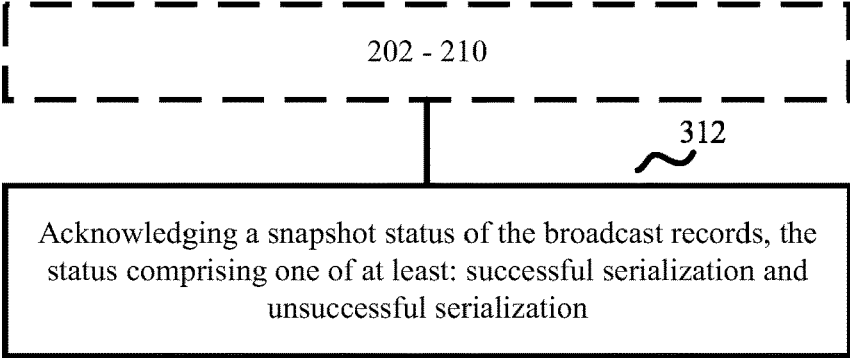 202 - 210
312
Acknowledging a snapshot status of the broadcast records, the
status comprising one of at least: successful serialization and
unsuccessful serialization